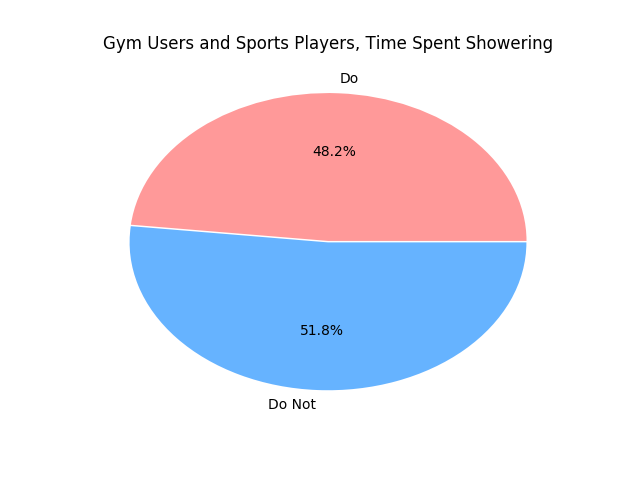 Gym Users and Sports Players, Time Spent Showering
Do
48.2%
51.8%
Do Not